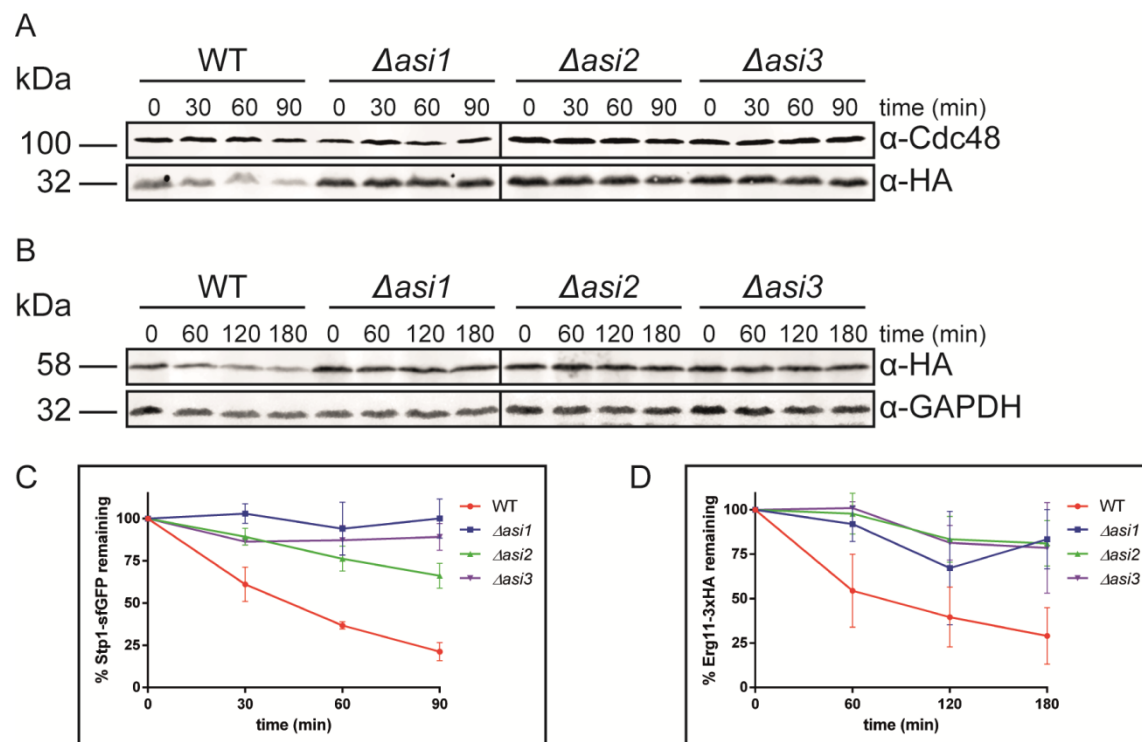 A
kDa
WT Δasi1 Δasi2 Δasi3
0 30 60 90 0 30 60 90 0 30 60 90 0 30 60 90 time (min)
100 α-Cdc48
32 α-HA
B
kDa
WT Δasi1 Δasi2 Δasi3
0 60 120 180 0 60 120 180 0 60 120 180 0 60 120 180 time (min)
58 α-HA
32 α-GAPDH
C
% Stp1-sfGFP remaining
100
75
50
25
0
0 30 60 90
time (min)
WT
Δasi1
Δasi2
Δasi3
D
% Erg11-3xHA remaining
100
75
50
25
0
0 60 120 180
time (min)
WT
Δasi1
Δasi2
Δasi3